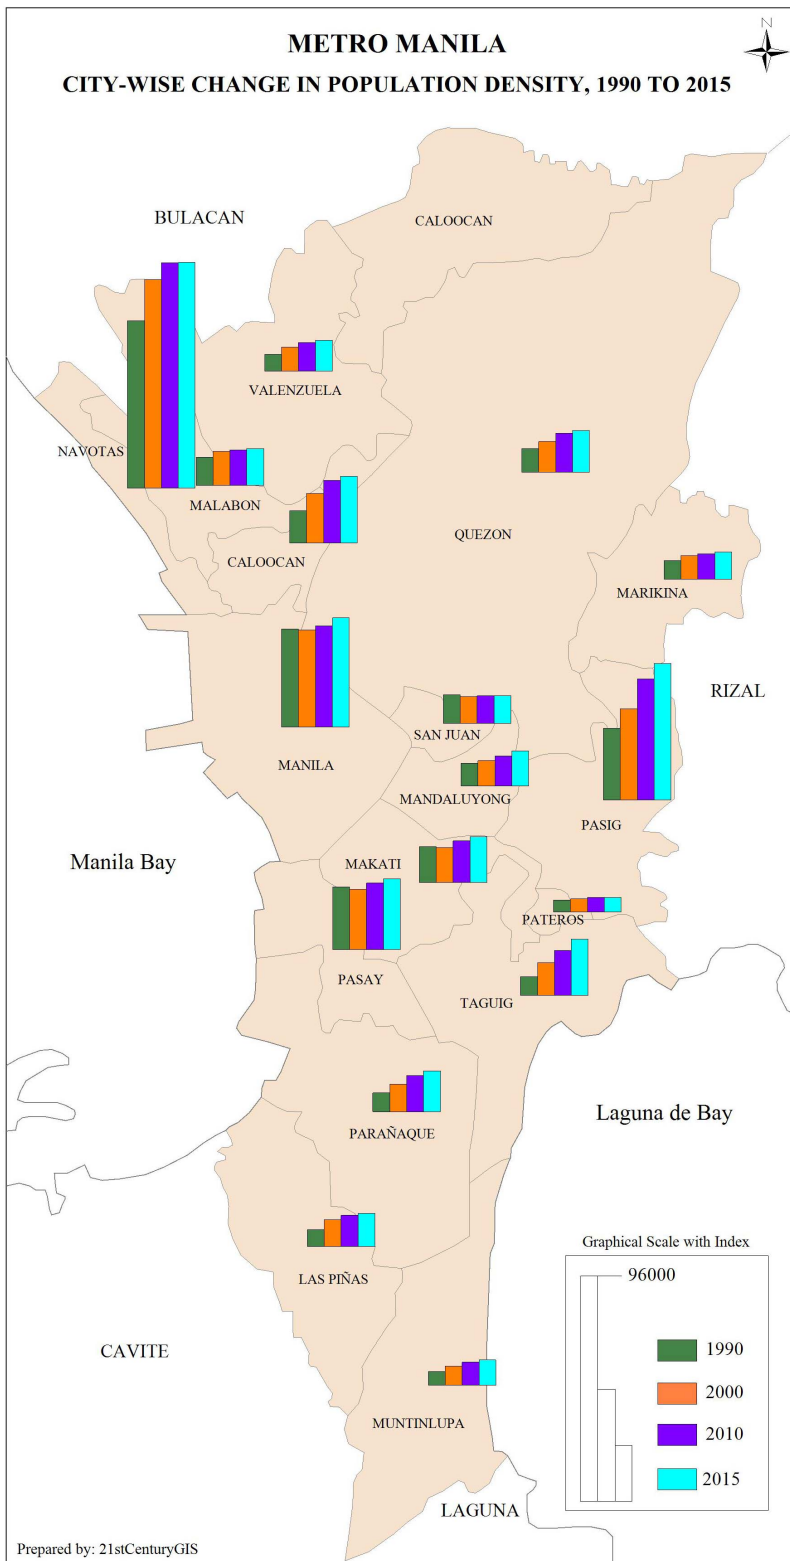 METRO MANILA
CITY-WISE CHANGE IN POPULATION DENSITY, 1990 TO 2015
N
BULACAN
CALOOCAN
VALENZUELA
NAVOTAS
MALABON
CALOOCAN
QUEZON
MARIKINA
RIZAL
SAN JUAN
MANILA
MANDALUYONG
PASIG
Manila Bay
MAKATI
PATEROS
PASAY
TAGUIG
Laguna de Bay
PARAÑAQUE
LAS PIÑAS
CAVITE
MUNTINLUPA
LAGUNA
Graphical Scale with Index
96000
1990
2000
2010
2015
Prepared by: 21stCenturyGIS